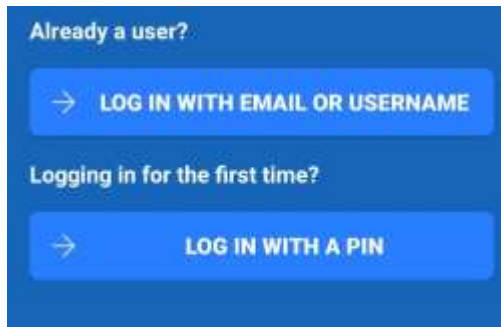 Already a user?
LOG IN WITH EMAIL OR USERNAME
Logging in for the first time?
LOG IN WITH A PIN